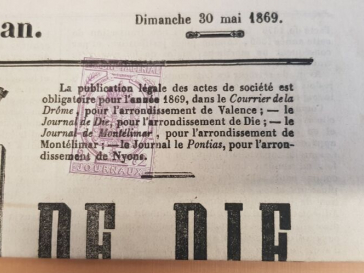 an.
Dimanche 30 mai 1869.
La publication légale des actes de société est
obligatoire pour l'année 1869, dans le Courrier de la
Drôme, pour l'arrondissement de Valence ; — le
Journal de Die, pour l'arrondissement de Die ; — le
Journal de Montélimar, pour l'arrondissement de
Montélimar ; — le Journal le Pontias, pour l'arron-
dissement de Nyons.
JOURNAUX
DE DIE